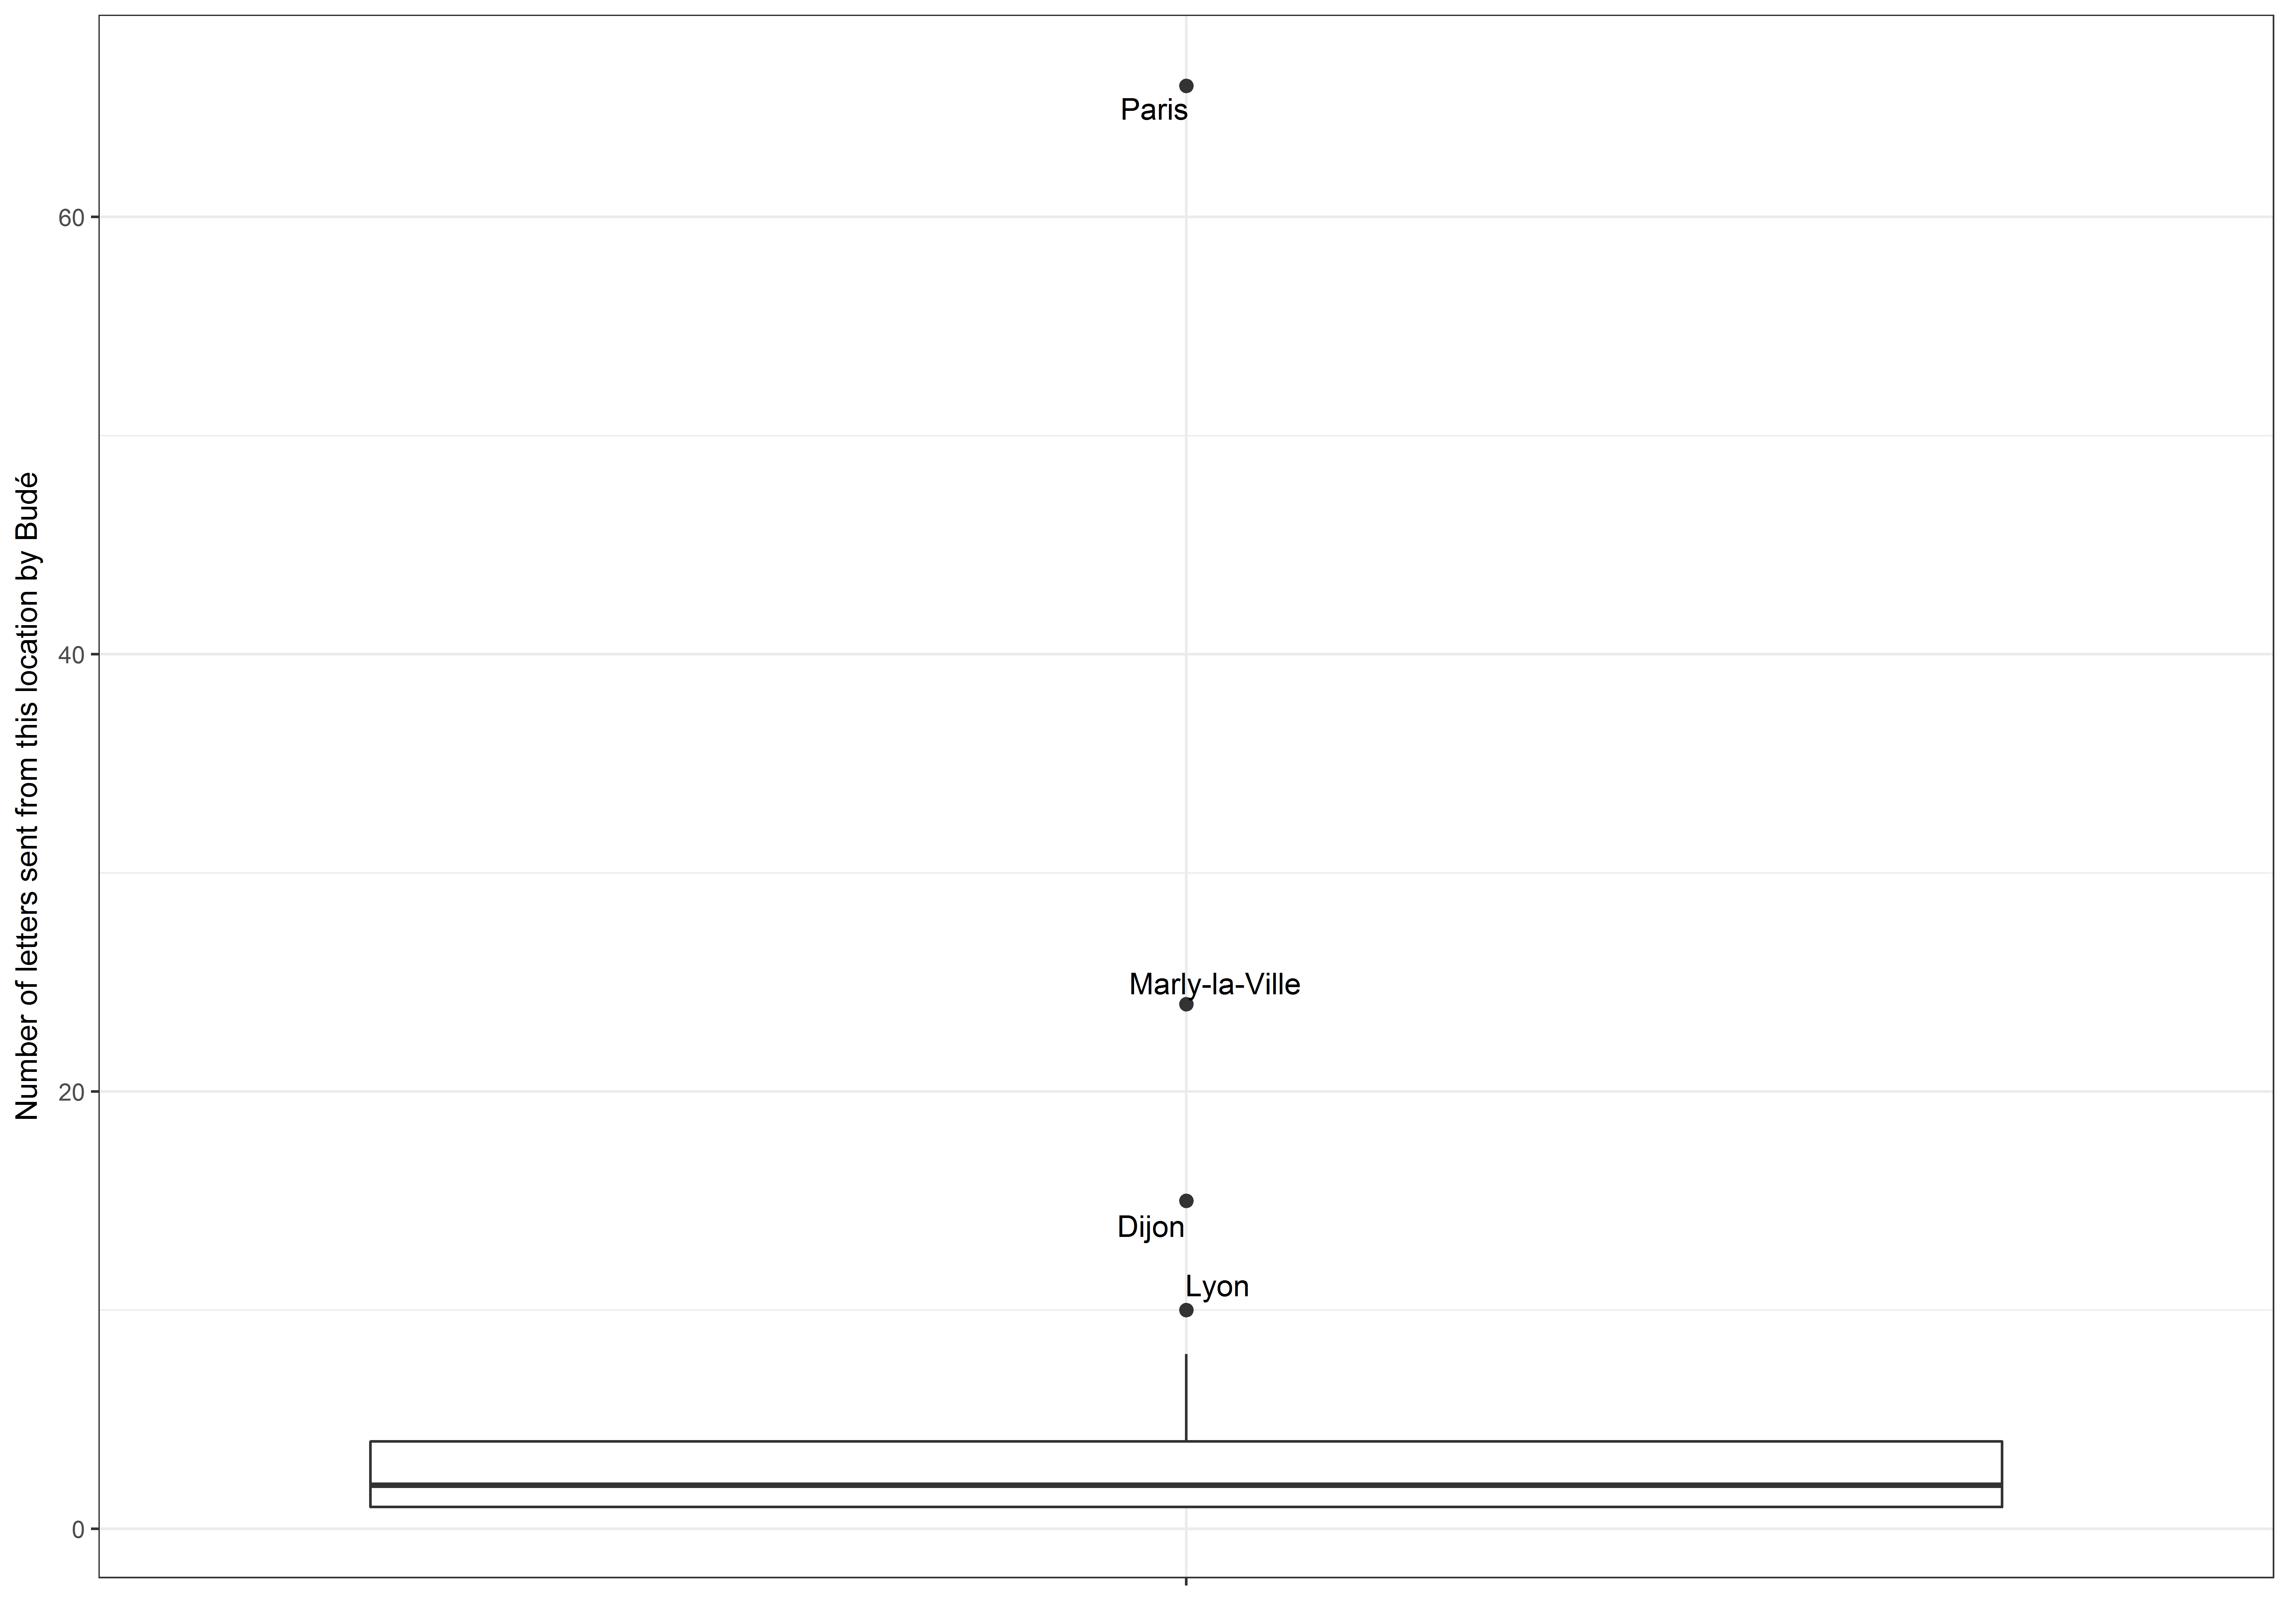 Number of letters sent from this location by Budé
60
40
20
0
Paris
Marly-la-Ville
Dijon
Lyon